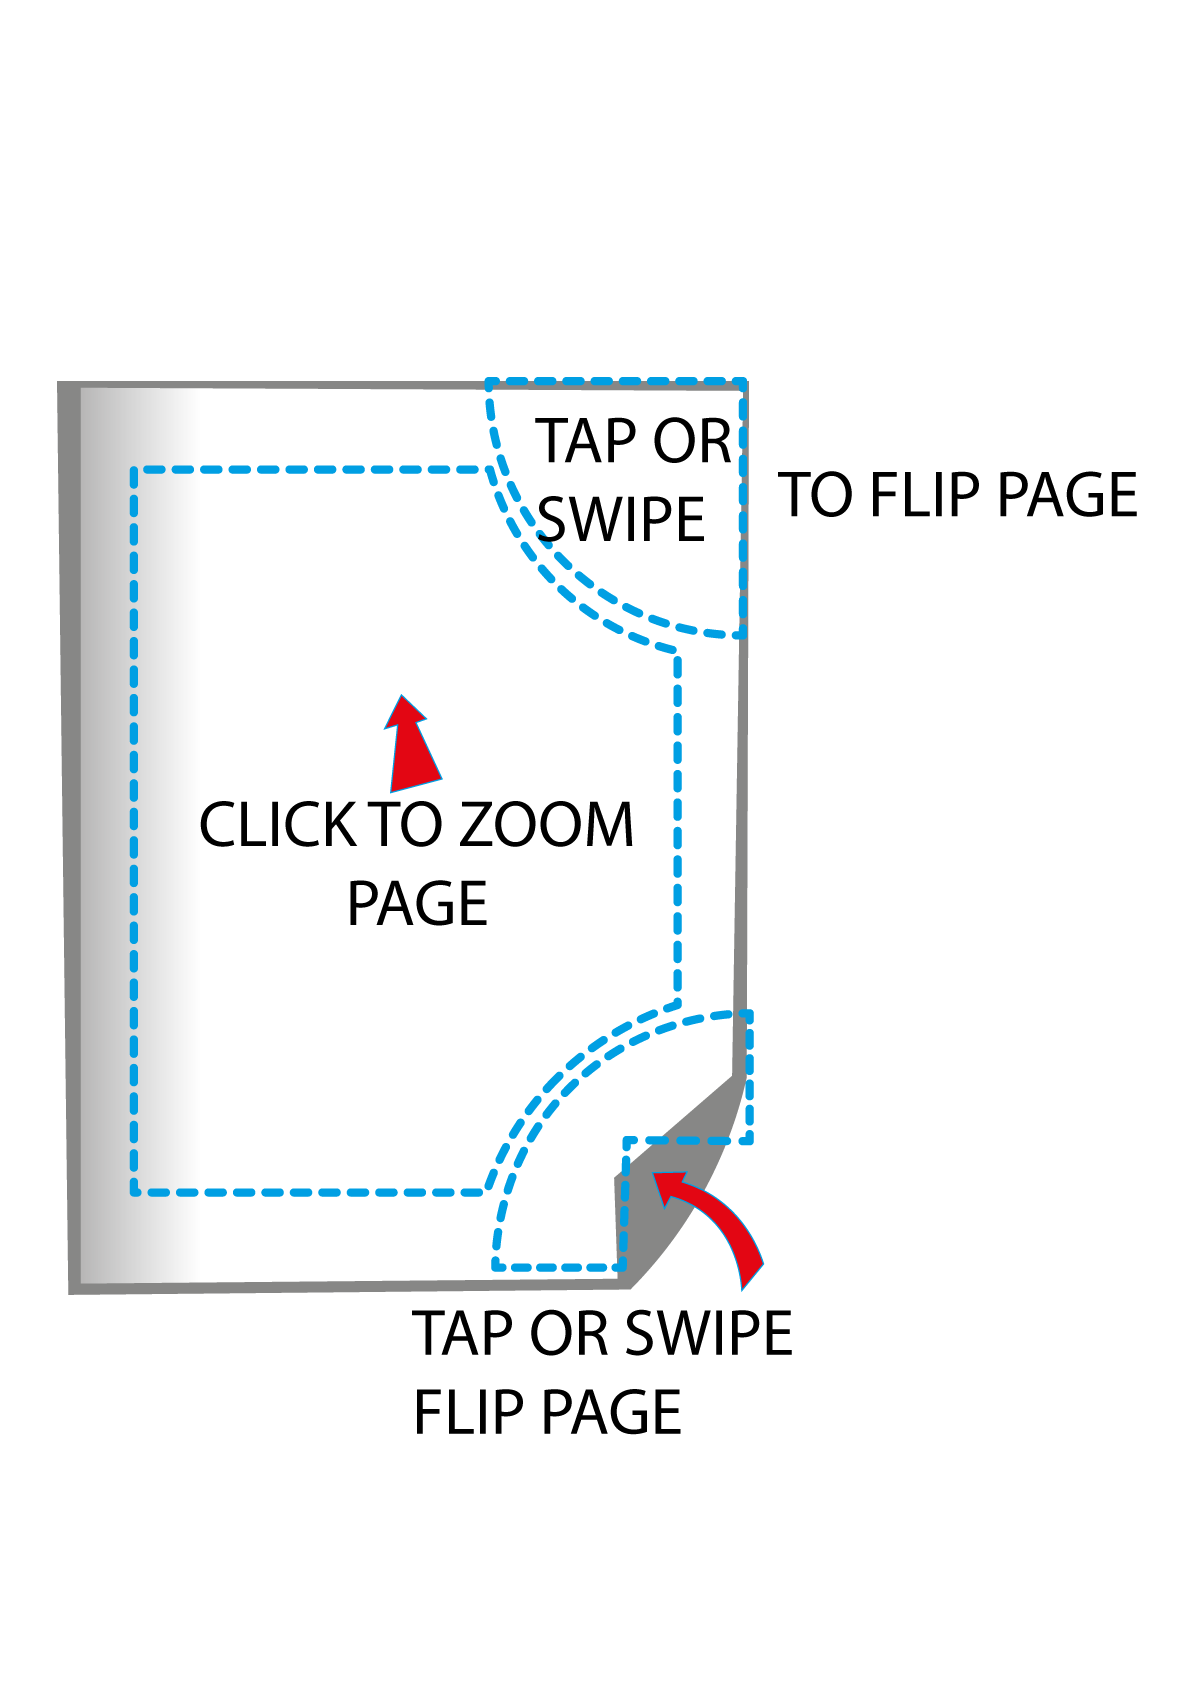 TAP OR
SWIPE
TO FLIP PAGE
CLICK TO ZOOM
PAGE
TAP OR SWIPE
FLIP PAGE